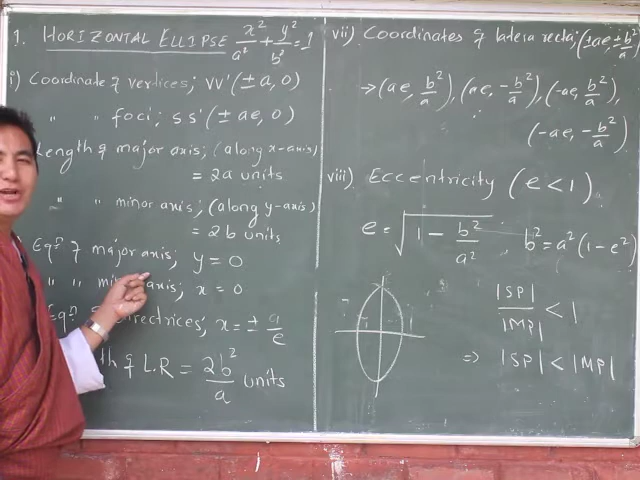 1. HORIZONTAL ELLIPSE x²/a² + y²/b² = 1
i) Coordinate of vertices; VV'(±a, 0)
" " foci; SS'(±ae, 0)
Length of major axis; (along x-axis)
= 2a units
" minor axis; (along y-axis)
= 2b units
Eqⁿ of major axis; y = 0
" " minor axis; x = 0
Eqⁿ directrices; x = ± a/e
of L.R = 2b²/a units
vii) Coordinates of latera recta; (±ae, ±b²/a)
→ (ae, b²/a), (ae, -b²/a), (-ae, b²/a),
(-ae, -b²/a)
viii) Eccentricity (e<1).
e = √(1 - b²/a²), b² = a²(1-e²)
|SP|/|MP| < 1
⇒ |SP| < |MP|